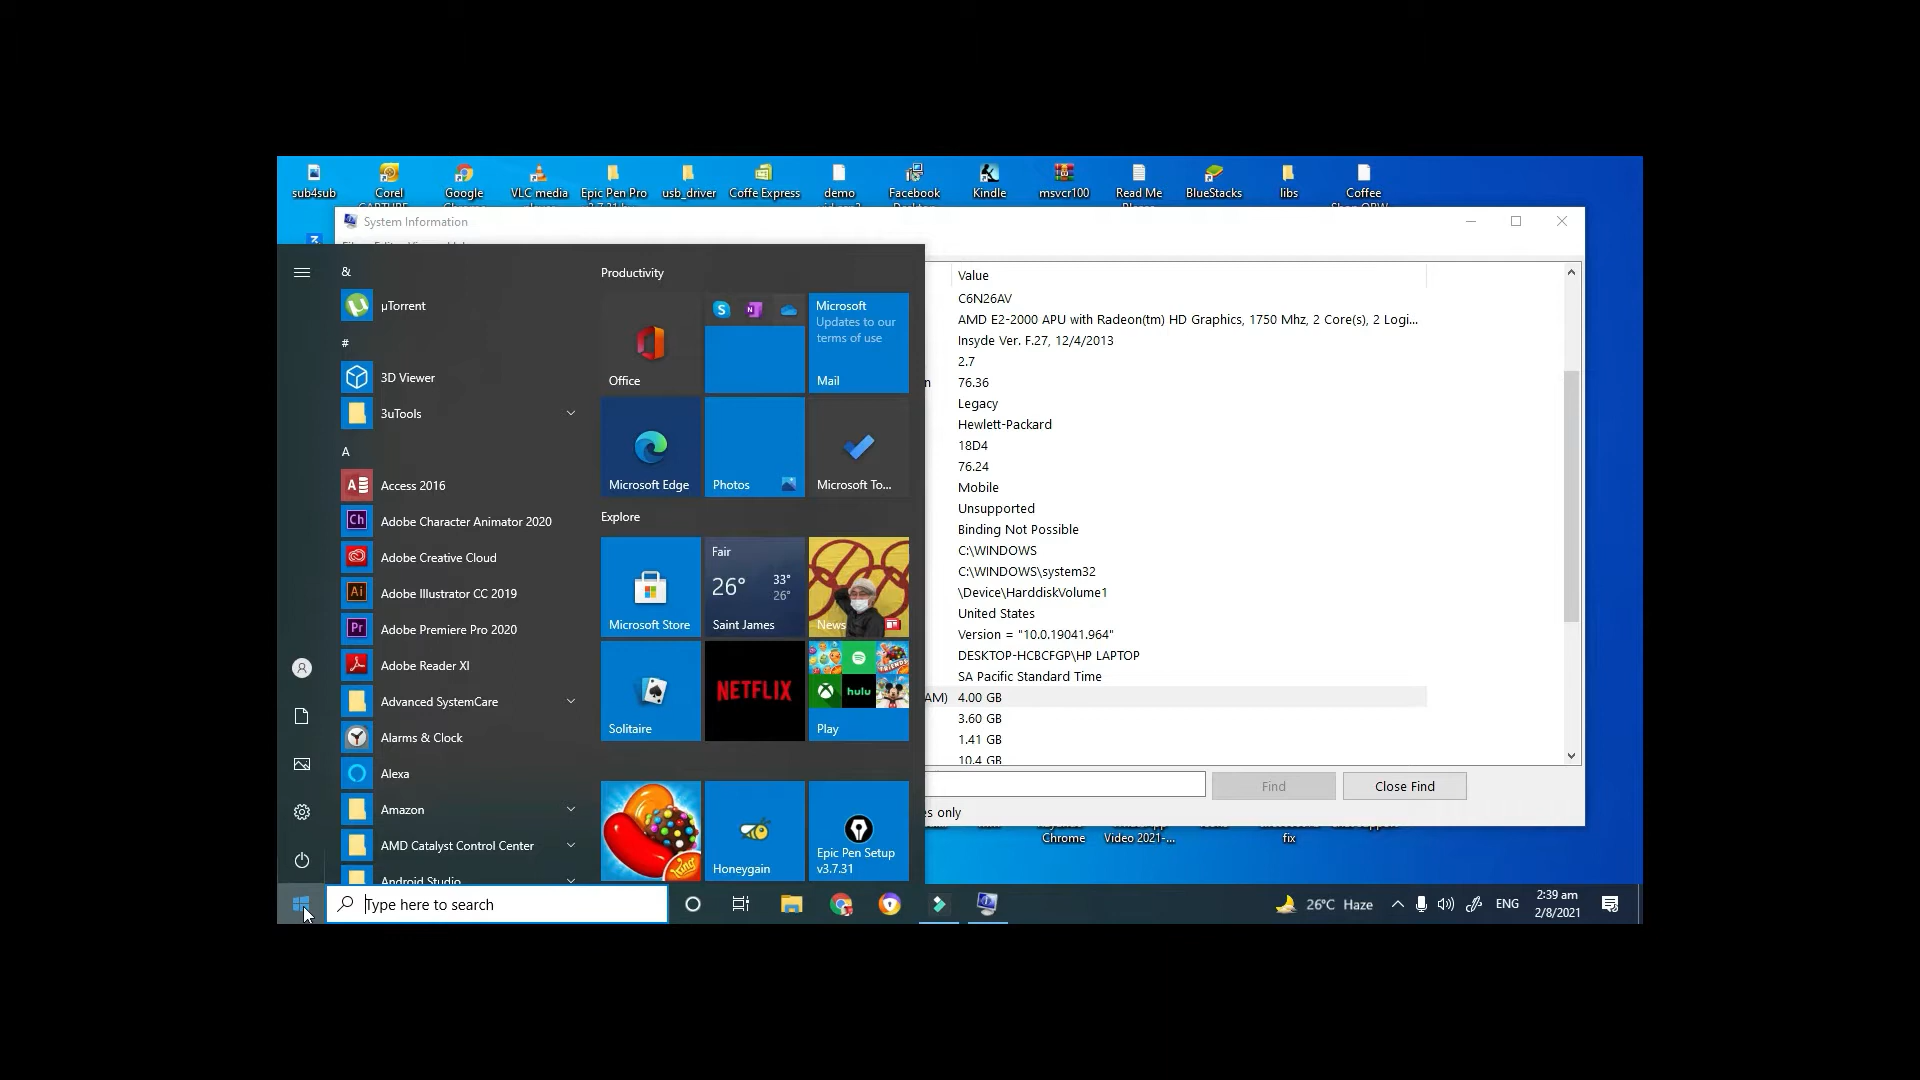 sub4sub
Corel
Google
VLC media
Epic Pen Pro
usb_driver
Coffe Express
demo
Facebook
Kindle
msvcr100
Read Me
BlueStacks
libs
Coffee
System Information
&
µTorrent
#
3D Viewer
3uTools
A
Access 2016
Adobe Character Animator 2020
Adobe Creative Cloud
Adobe Illustrator CC 2019
Adobe Premiere Pro 2020
Adobe Reader XI
Advanced SystemCare
Alarms & Clock
Alexa
Amazon
AMD Catalyst Control Center
Android Studio
Productivity
Office
Microsoft
Updates to our
terms of use
Mail
Microsoft Edge
Photos
Microsoft To...
Explore
Microsoft Store
Fair
26°
33°
26°
Saint James
News
Solitaire
NETFLIX
hulu
Play
King
Honeygain
Epic Pen Setup
v3.7.31
Value
C6N26AV
AMD E2-2000 APU with Radeon(tm) HD Graphics, 1750 Mhz, 2 Core(s), 2 Logi...
Insyde Ver. F.27, 12/4/2013
2.7
n 76.36
Legacy
Hewlett-Packard
18D4
76.24
Mobile
Unsupported
Binding Not Possible
C:\WINDOWS
C:\WINDOWS\system32
\Device\HarddiskVolume1
United States
Version = "10.0.19041.964"
DESKTOP-HCBCFGP\HP LAPTOP
SA Pacific Standard Time
AM) 4.00 GB
3.60 GB
1.41 GB
10.4 GB
Find
Close Find
es only
Chrome
Video 2021-...
fix
Type here to search
26°C Haze
ENG
2:39 am
2/8/2021